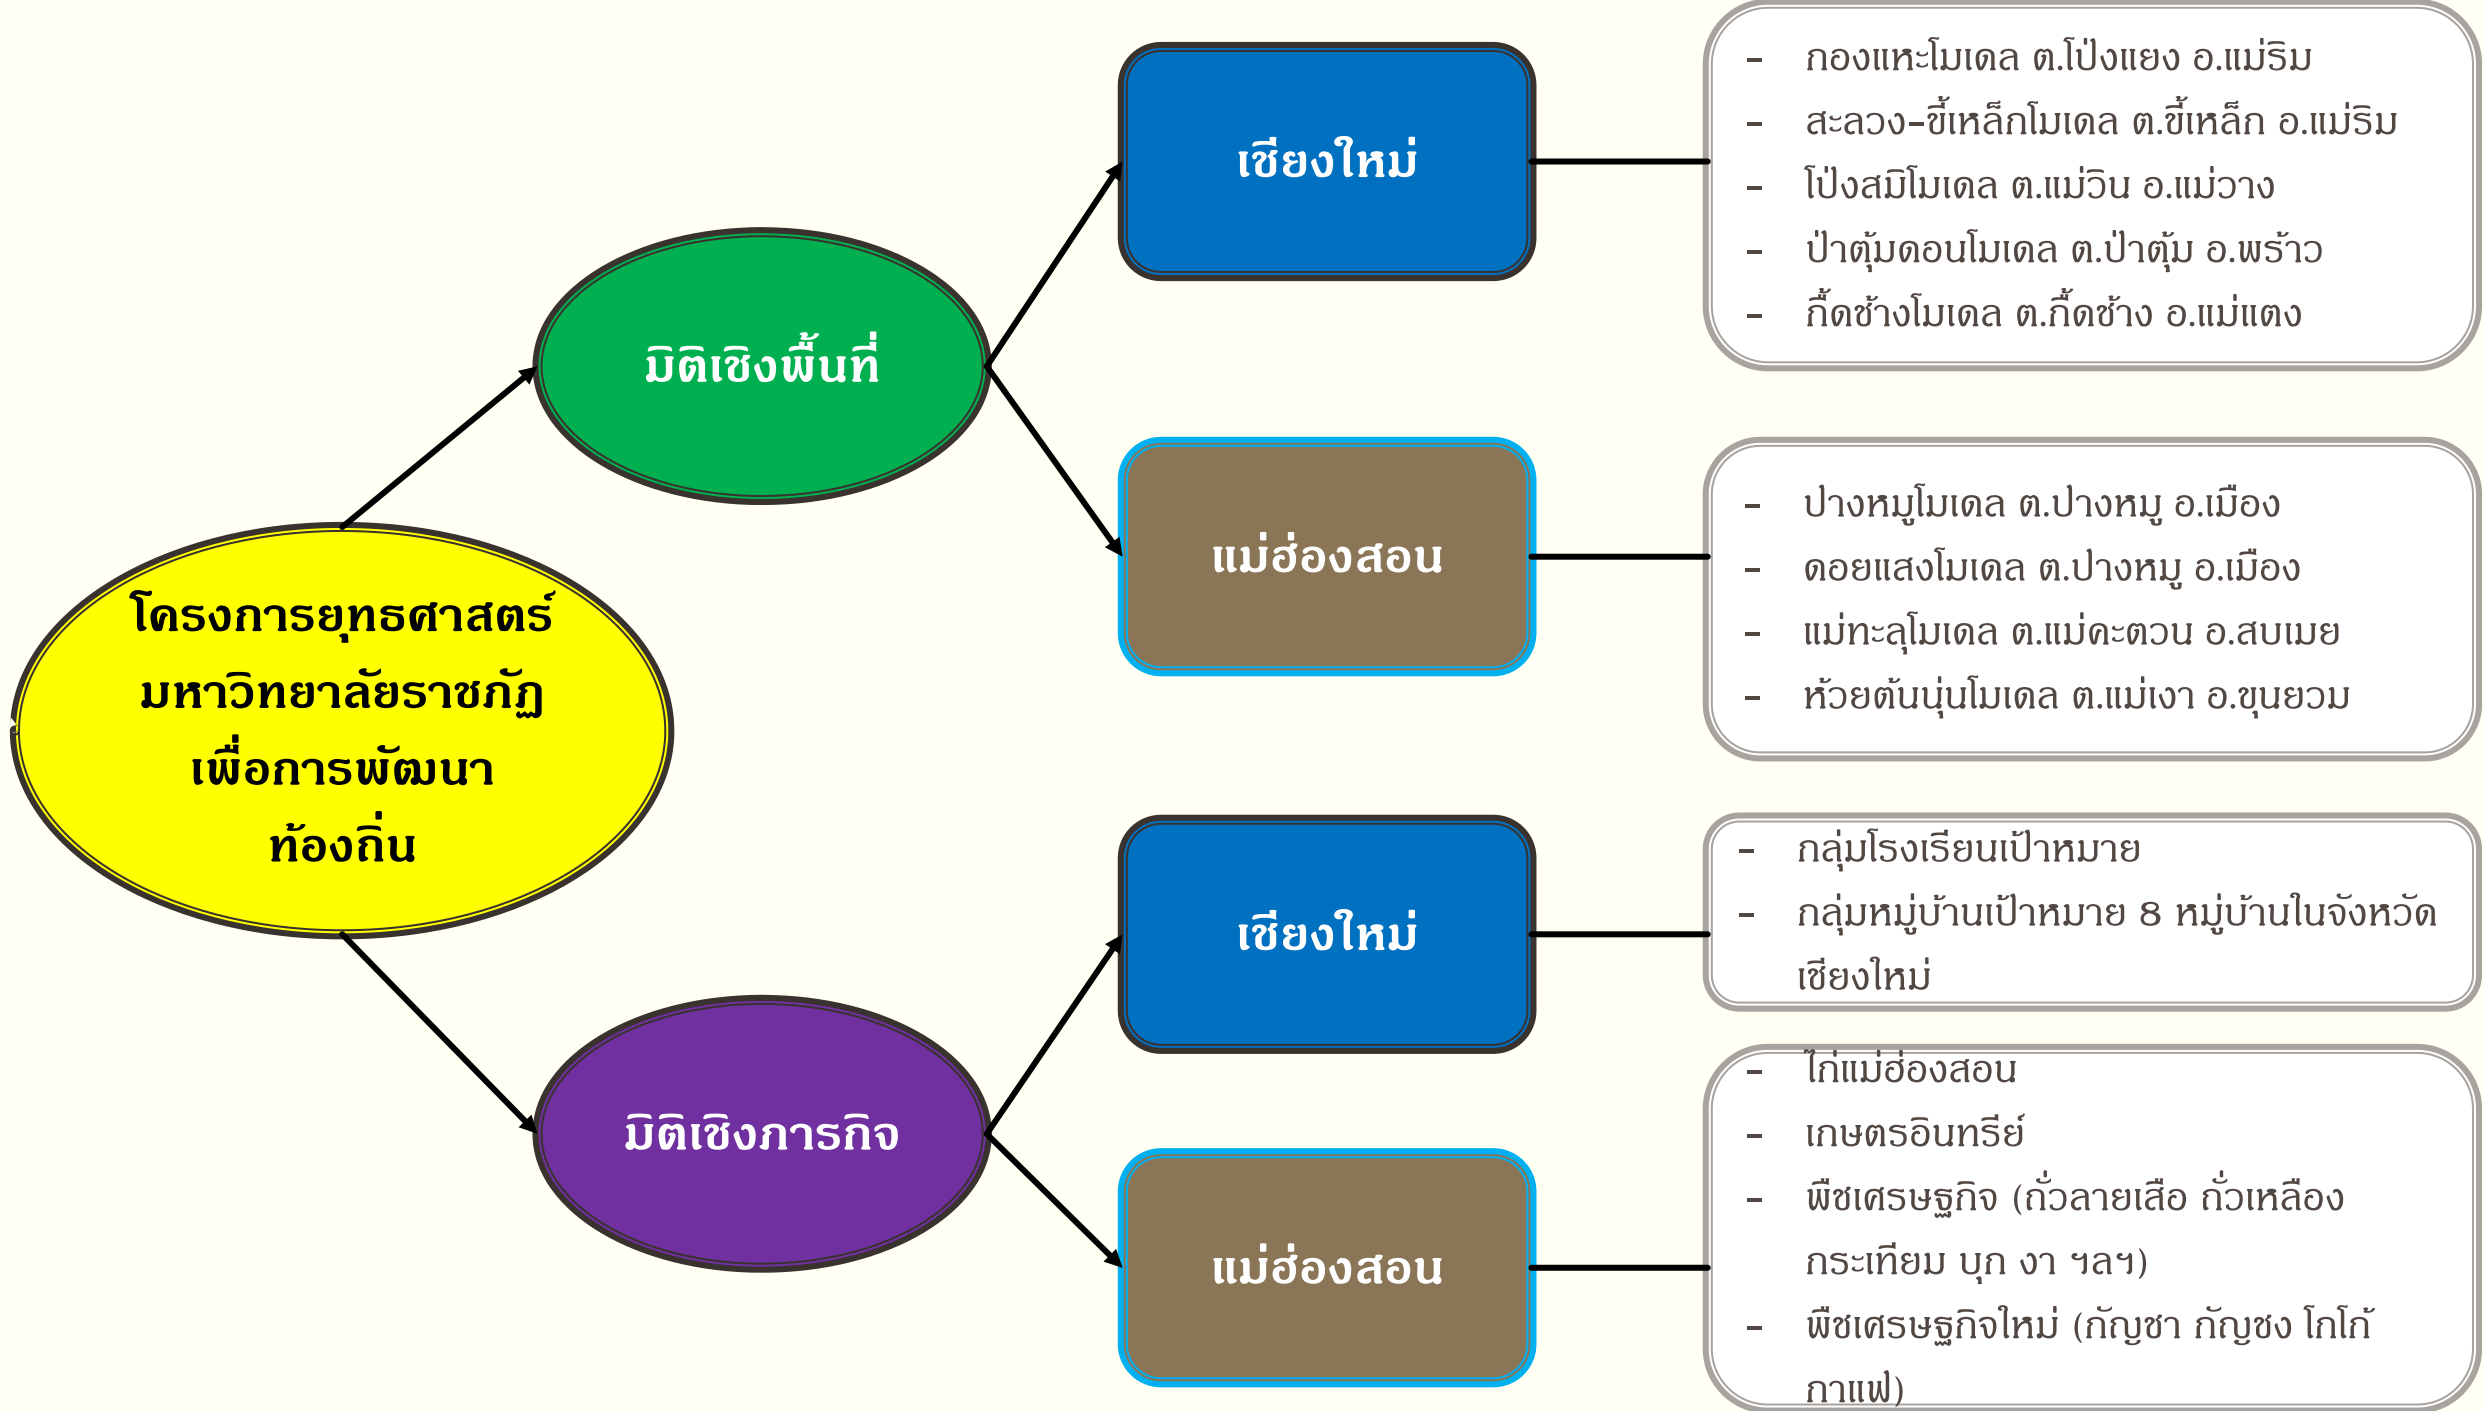 โครงการยุทธศาสตร์
มหาวิทยาลัยราชภัฏ
เพื่อการพัฒนา
ท้องถิ่น
มิติเชิงพื้นที่
เชียงใหม่
- กองแหะโมเดล ต.โป่งแยง อ.แม่ริม
- สะลวง-ขี้เหล็กโมเดล ต.ขี้เหล็ก อ.แม่ริม
- โป่งสมิโมเดล ต.แม่วิน อ.แม่วาง
- ป่าตุ้มดอนโมเดล ต.ป่าตุ้ม อ.พร้าว
- กื้ดช้างโมเดล ต.กื้ดช้าง อ.แม่แตง
แม่ฮ่องสอน
- ปางหมูโมเดล ต.ปางหมู อ.เมือง
- ดอยแสงโมเดล ต.ปางหมู อ.เมือง
- แม่ทะลุโมเดล ต.แม่คะตวน อ.สบเมย
- ห้วยต้นนุ่นโมเดล ต.แม่เงา อ.ขุนยวม
มิติเชิงภารกิจ
เชียงใหม่
- กลุ่มโรงเรียนเป้าหมาย
- กลุ่มหมู่บ้านเป้าหมาย 8 หมู่บ้านในจังหวัด
เชียงใหม่
แม่ฮ่องสอน
- ไก่แม่ฮ่องสอน
- เกษตรอินทรีย์
- พืชเศรษฐกิจ (ถั่วลายเสือ ถั่วเหลือง
กระเทียม บุก งา ฯลฯ)
- พืชเศรษฐกิจใหม่ (กัญชา กัญชง โกโก้
กาแฟ)